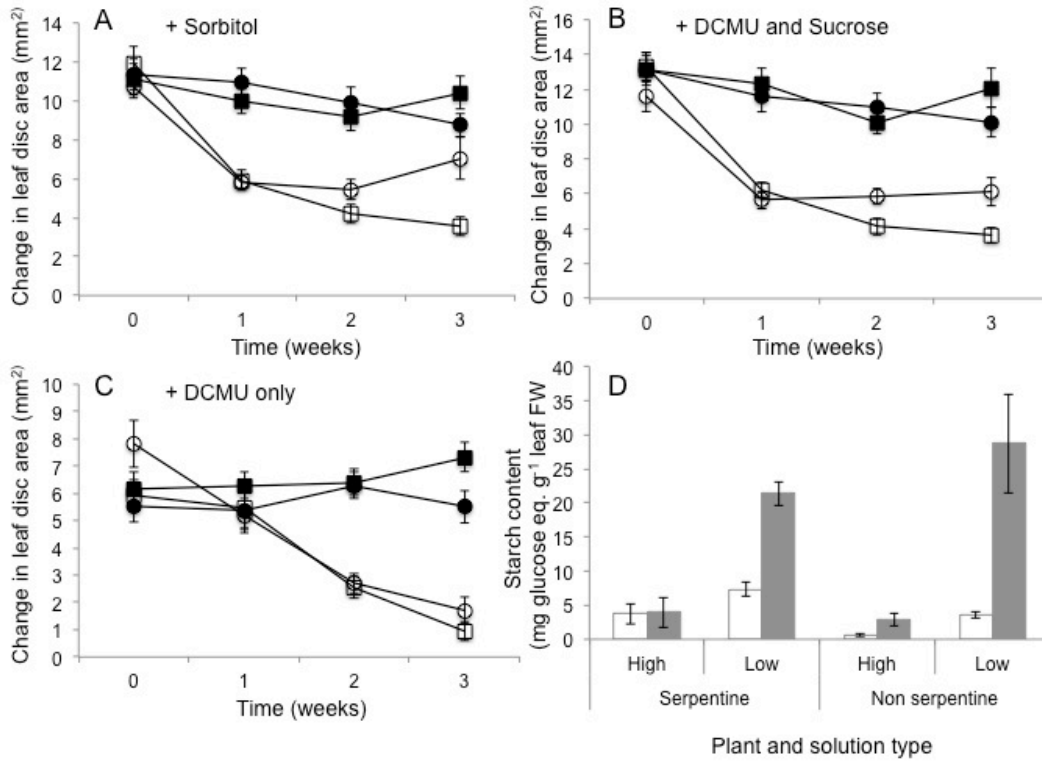 A
+ Sorbitol
Change in leaf disc area (mm²)
14
12
10
8
6
4
2
0
0 1 2 3
Time (weeks)
B
+ DCMU and Sucrose
Change in leaf disc area (mm²)
16
14
12
10
8
6
4
2
0
0 1 2 3
Time (weeks)
C
+ DCMU only
Change in leaf disc area (mm²)
10
9
8
7
6
5
4
3
2
1
0
0 1 2 3
Time (weeks)
D
Starch content
(mg glucose eq. g⁻¹ leaf FW)
40
35
30
25
20
15
10
5
0
High Low High Low
Serpentine Non serpentine
Plant and solution type